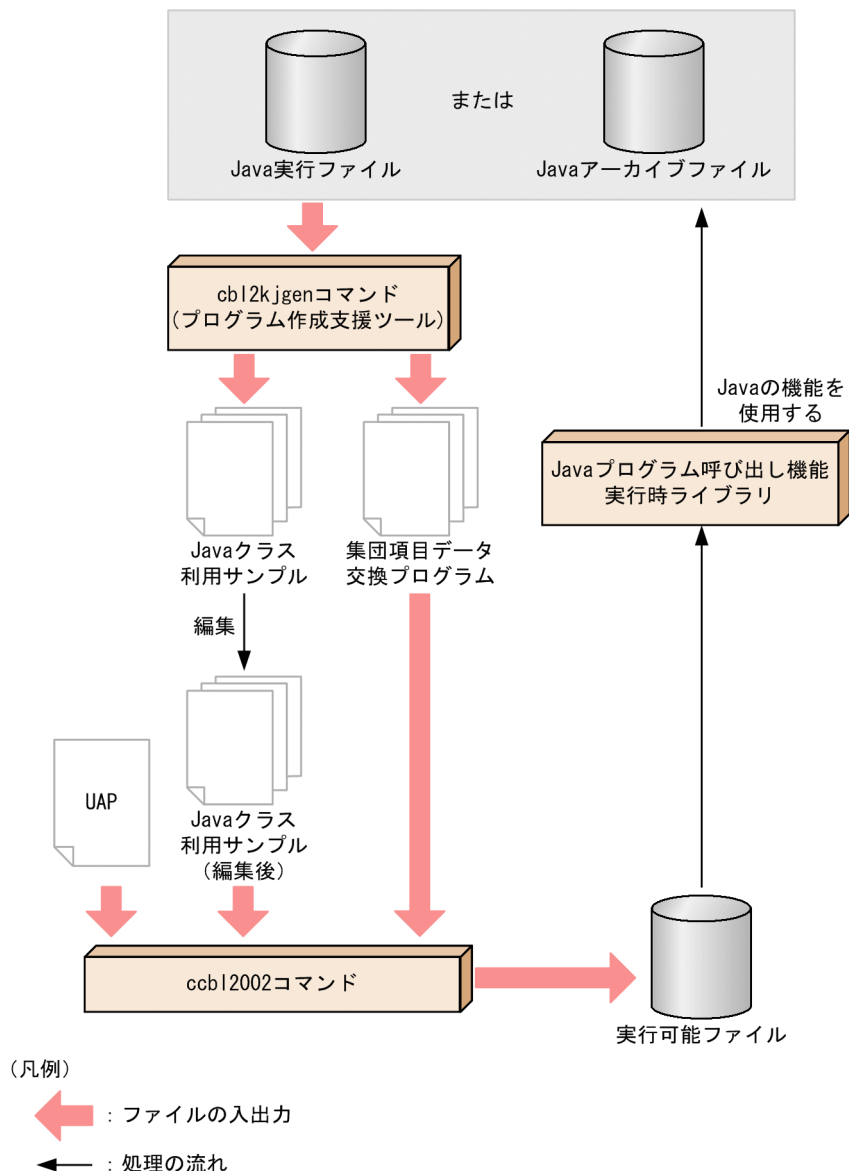 または
Java実行ファイル
Javaアーカイブファイル
cbl2kjgenコマンド
(プログラム作成支援ツール)
Javaの機能を
使用する
Javaプログラム呼び出し機能
実行時ライブラリ
Javaクラス
利用サンプル
集団項目データ
交換プログラム
編集
UAP
Javaクラス
利用サンプル
(編集後)
ccbl2002コマンド
実行可能ファイル
(凡例)
：ファイルの入出力
：処理の流れ